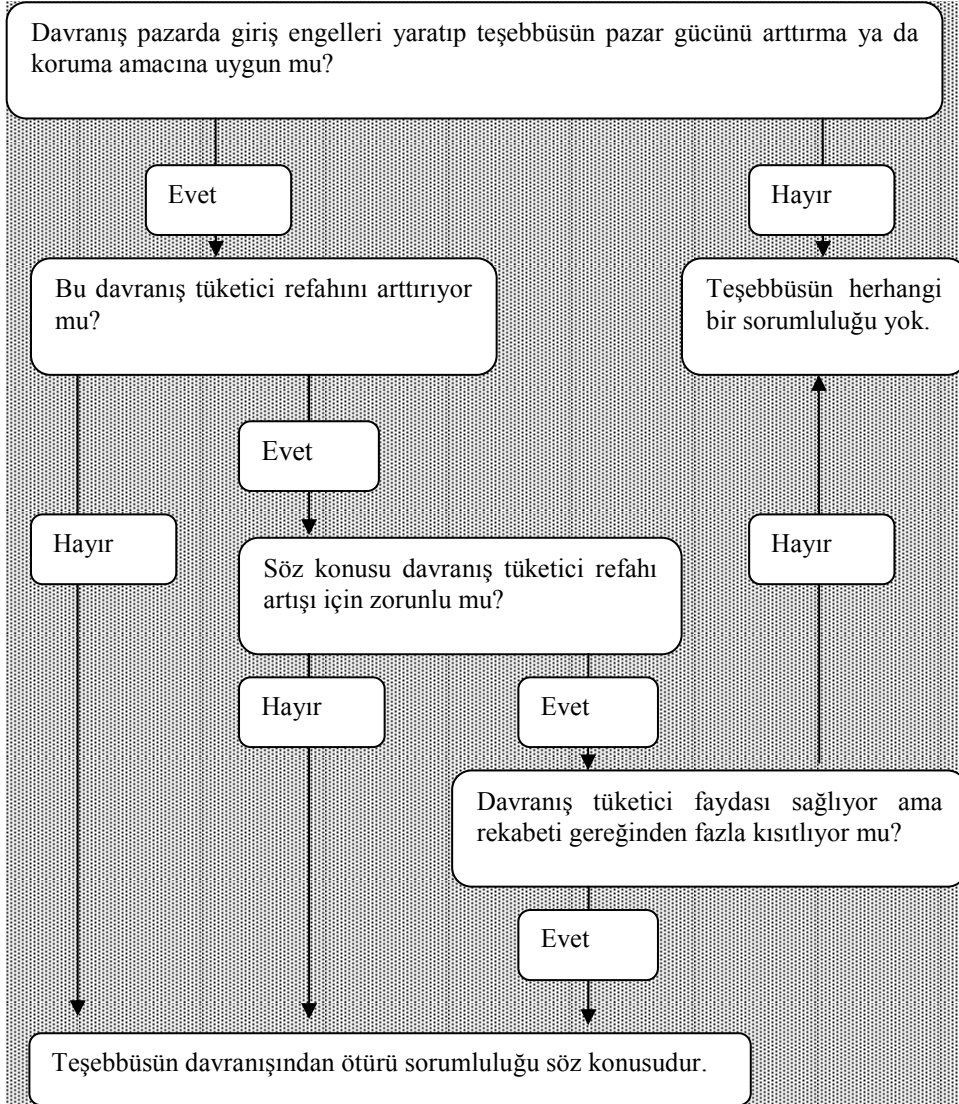 Davranış pazarda giriş engelleri yaratıp teşebbüsün pazar gücünü arttırma ya da
koruma amacına uygun mu?
Evet
Hayır
Bu davranış tüketici refahını arttırıyor
mu?
Teşebbüsün herhangi
bir sorumluluğu yok.
Evet
Hayır
Hayır
Söz konusu davranış tüketici refahı
artışı için zorunlu mu?
Hayır
Evet
Davranış tüketici faydası sağlıyor ama
rekabeti gereğinden fazla kısıtlıyor mu?
Evet
Teşebbüsün davranışından ötürü sorumluluğu söz konusudur.